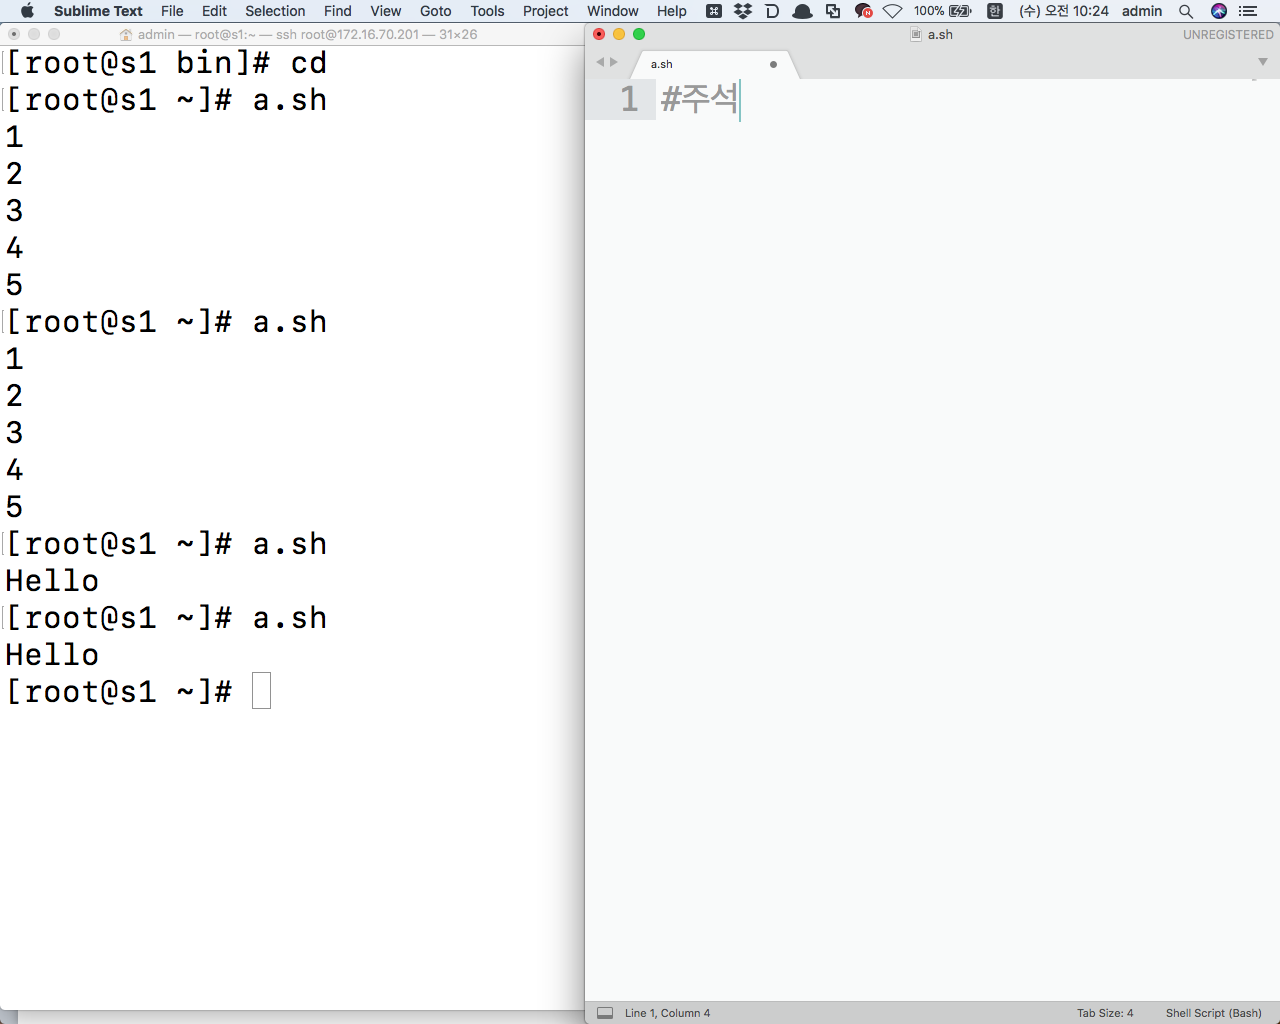 Sublime Text File Edit Selection Find View Goto Tools Project Window Help 100% 한 (수) 오전 10:24 admin
admin — root@s1:~ — ssh root@172.16.70.201 — 31×26
[root@s1 bin]# cd
[root@s1 ~]# a.sh
1
2
3
4
5
[root@s1 ~]# a.sh
1
2
3
4
5
[root@s1 ~]# a.sh
Hello
[root@s1 ~]# a.sh
Hello
[root@s1 ~]#
a.sh
UNREGISTERED
a.sh
1 #주석
Line 1, Column 4
Tab Size: 4
Shell Script (Bash)